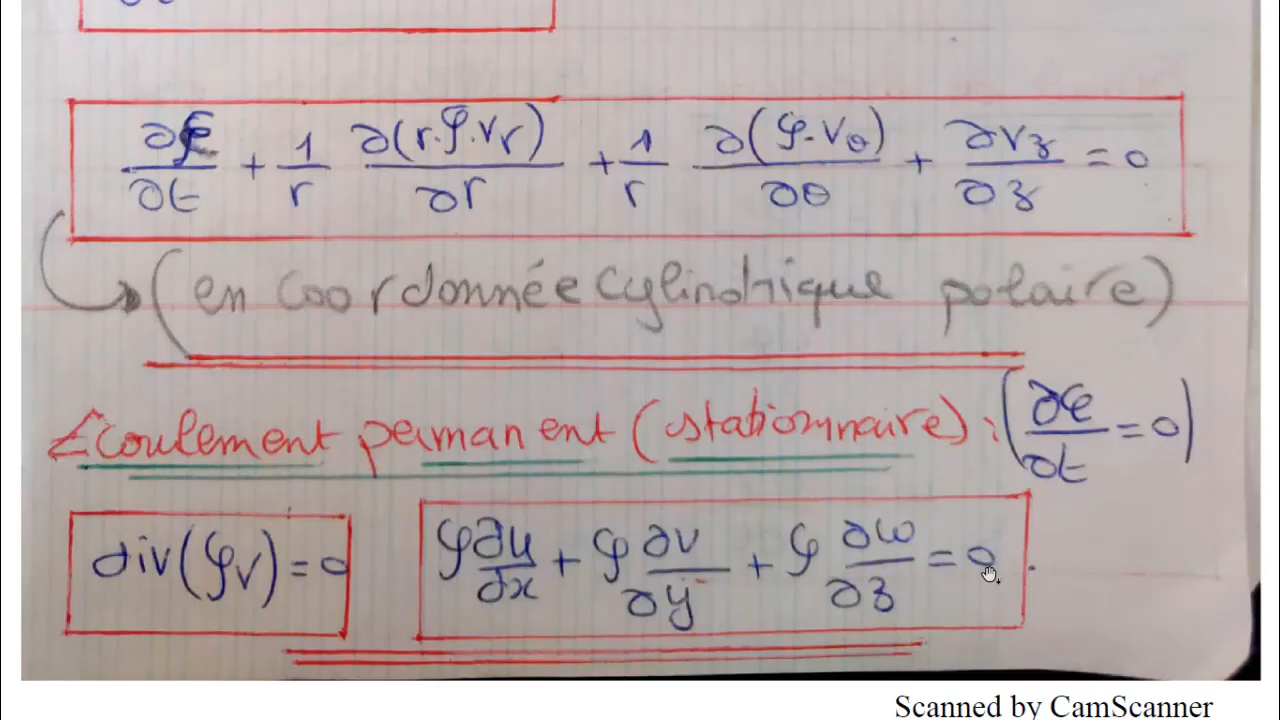 ∂ρ/∂t + 1/r ∂(r.ρ.Vr)/∂r + 1/r ∂(ρ.Vθ)/∂θ + ∂Vz/∂z = 0
(en coordonnée cylindrique polaire)
Ecoulement permanent (stationnaire) : (∂ρ/∂t = 0)
div(ρv) = 0 ρ∂u/∂x + ρ∂v/∂y + ρ∂w/∂z = 0.
Scanned by CamScanner